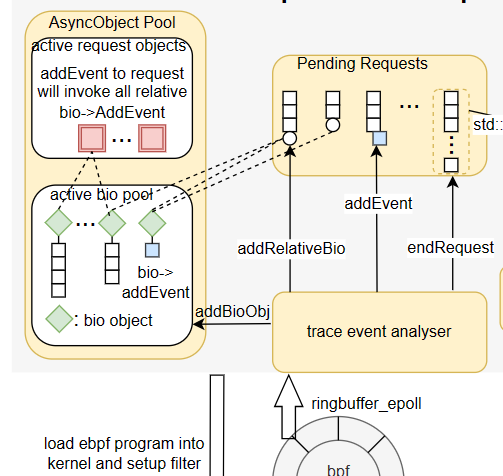 AsyncObject Pool
active request objects
addEvent to request
will invoke all relative
bio->AddEvent
...
active bio pool
...
bio->
addEvent
: bio object
Pending Requests
...
std::
addEvent
addRelativeBio
endRequest
addBioObj
trace event analyser
ringbuffer_epoll
load ebpf program into
kernel and setup filter
bpf